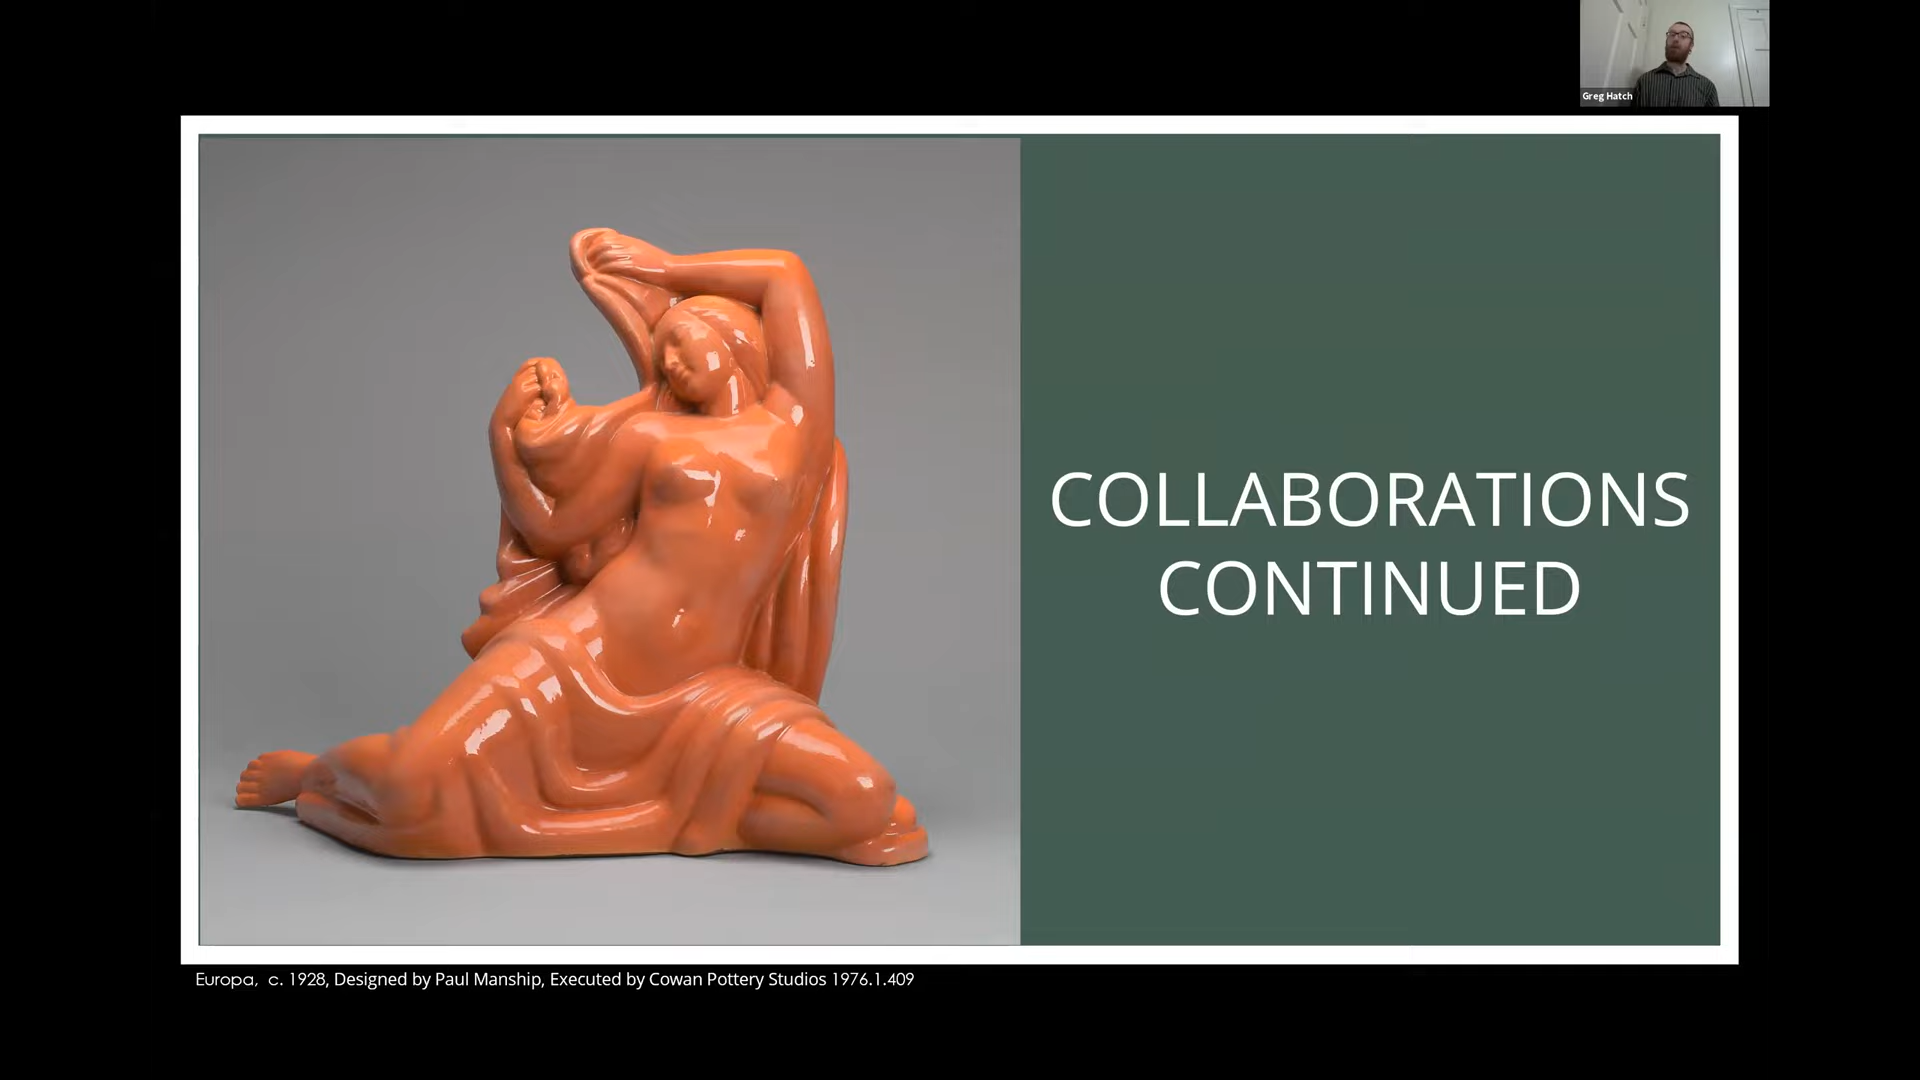 Greg Hatch
COLLABORATIONS
CONTINUED
Europa, c. 1928, Designed by Paul Manship, Executed by Cowan Pottery Studios 1976.1.409